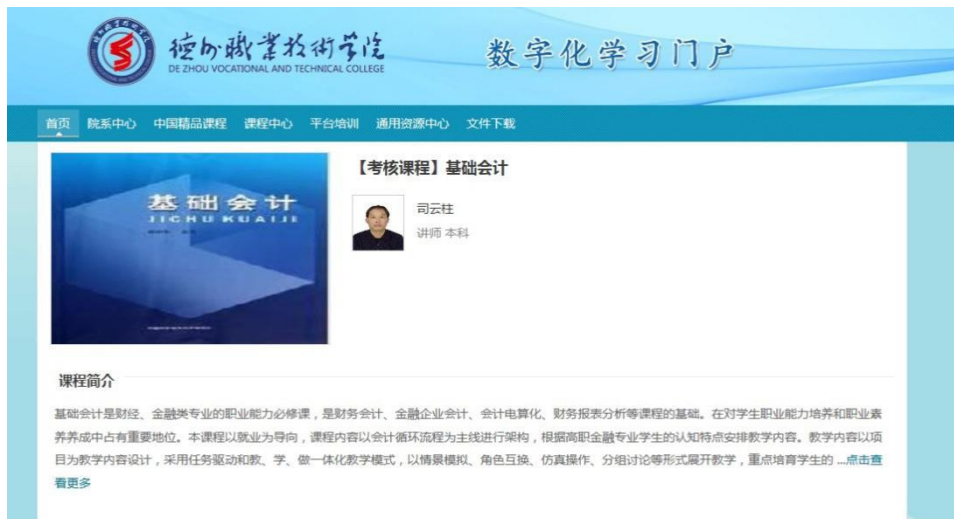 德州職業技術学院
DE ZHOU VOCATIONAL AND TECHNICAL COLLEGE
数字化学习门户
首页 院系中心 中国精品课程 课程中心 平台培训 通用资源中心 文件下载
基础会计
JICHU KUAIJI
【考核课程】基础会计
司云柱
讲师 本科
课程简介
基础会计是财经、金融类专业的职业能力必修课，是财务会计、金融企业会计、会计电算化、财务报表分析等课程的基础。在对学生职业能力培养和职业素
养养成中占有重要地位。本课程以就业为导向，课程内容以会计循环流程为主线进行架构，根据高职金融专业学生的认知特点安排教学内容。教学内容以项
目为教学内容设计，采用任务驱动和教、学、做一体化教学模式，以情景模拟、角色互换、仿真操作、分组讨论等形式展开教学，重点培育学生的 ...点击查
看更多